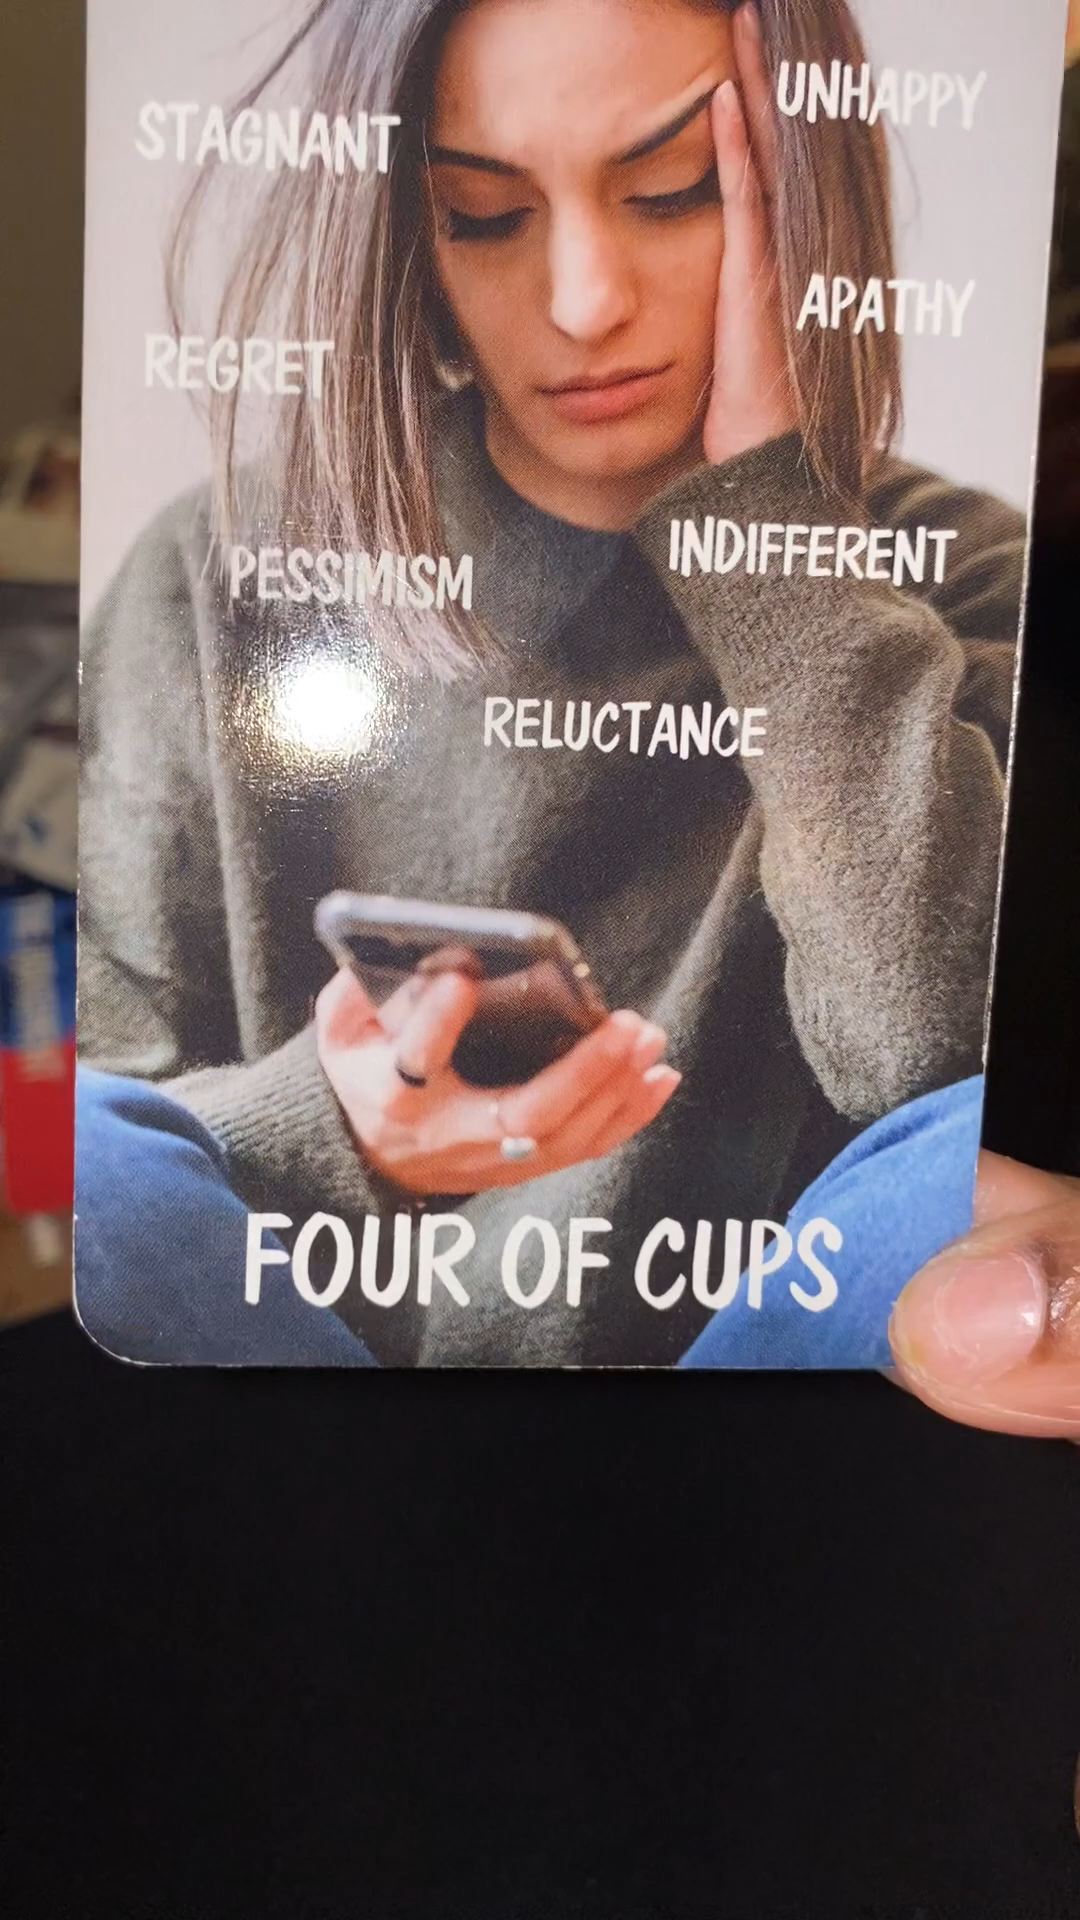 UNHAPPY
STAGNANT
APATHY
REGRET
INDIFFERENT
PESSIMISM
RELUCTANCE
FOUR OF CUPS